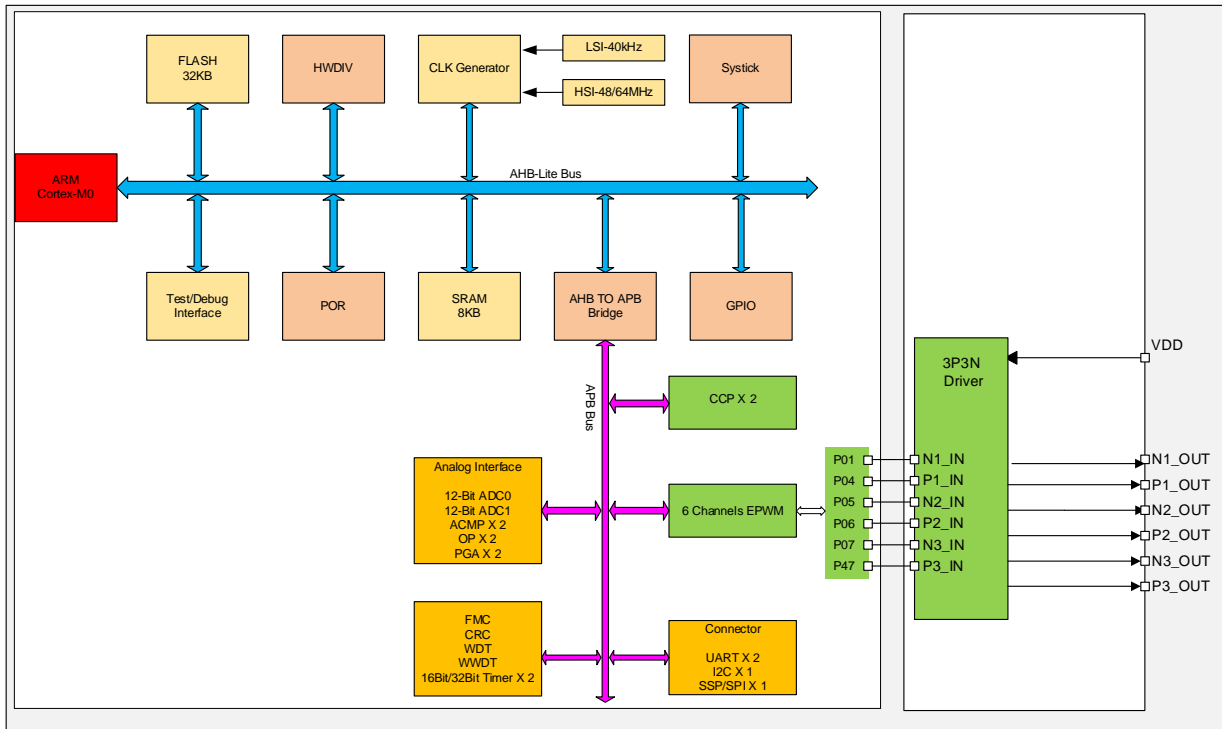 FLASH
32KB
HWDIV
CLK Generator
LSI-40kHz
HSI-48/64MHz
Systick
ARM
Cortex-M0
AHB-Lite Bus
Test/Debug
Interface
POR
SRAM
8KB
AHB TO APB
Bridge
GPIO
APB Bus
CCP X 2
Analog Interface
12-Bit ADC0
12-Bit ADC1
ACMP X 2
OP X 2
PGA X 2
6 Channels EPWM
FMC
CRC
WDT
WWDT
16Bit/32Bit Timer X 2
Connector
UART X 2
I2C X 1
SSP/SPI X 1
P01
P04
P05
P06
P07
P47
3P3N
Driver
N1_IN
P1_IN
N2_IN
P2_IN
N3_IN
P3_IN
VDD
N1_OUT
P1_OUT
N2_OUT
P2_OUT
N3_OUT
P3_OUT